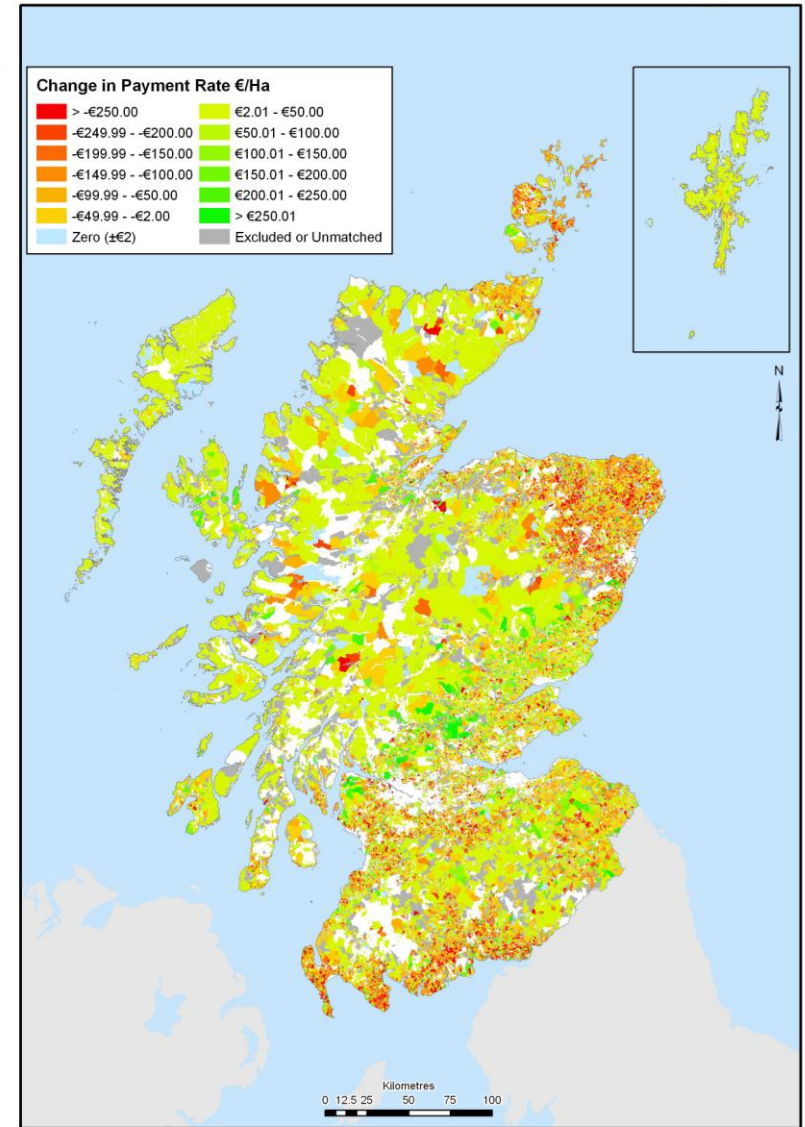 Change in Payment Rate €/Ha
> -€250.00 €2.01 - €50.00
-€249.99 - -€200.00 €50.01 - €100.00
-€199.99 - -€150.00 €100.01 - €150.00
-€149.99 - -€100.00 €150.01 - €200.00
-€99.99 - -€50.00 €200.01 - €250.00
-€49.99 - -€2.00 > €250.01
Zero (±€2) Excluded or Unmatched
N
Kilometres
0 12.5 25 50 75 100